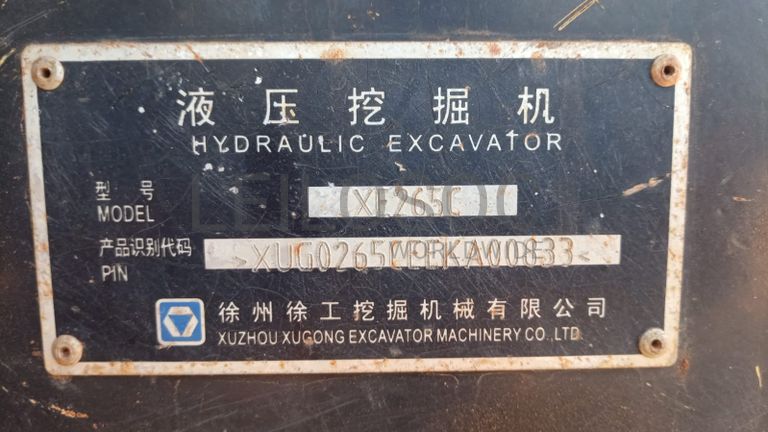 液压挖掘机
HYDRAULIC EXCAVATOR
型号 XE265C
MODEL
产品识别代码
PIN
徐州徐工挖掘机械有限公司
XUZHOU XUGONG EXCAVATOR MACHINERY CO.,LTD